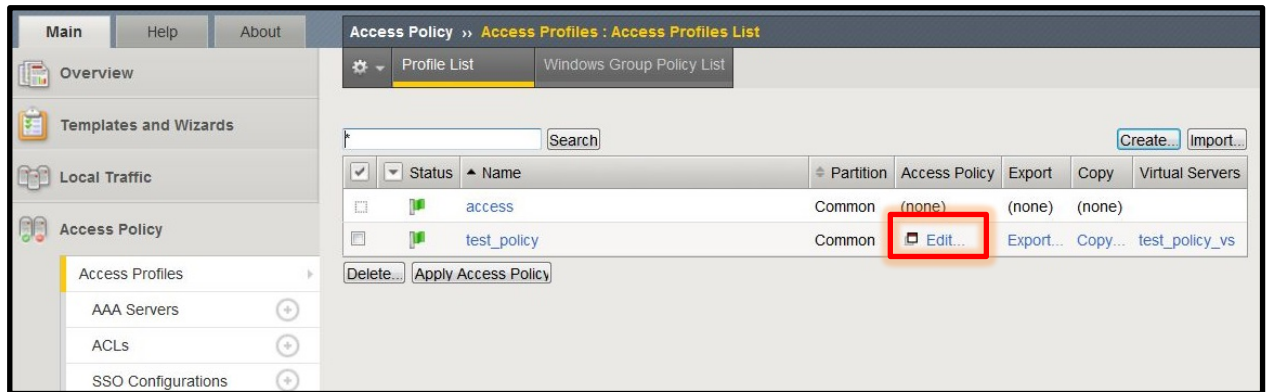 Main Help About
Access Policy ›› Access Profiles : Access Profiles List
Profile List Windows Group Policy List
Overview
Templates and Wizards
Local Traffic
Access Policy
Access Profiles
AAA Servers
ACLs
SSO Configurations
* Search Create... Import...
Status Name Partition Access Policy Export Copy Virtual Servers
access Common (none) (none) (none)
test_policy Common Edit... Export... Copy... test_policy_vs
Delete... Apply Access Policy